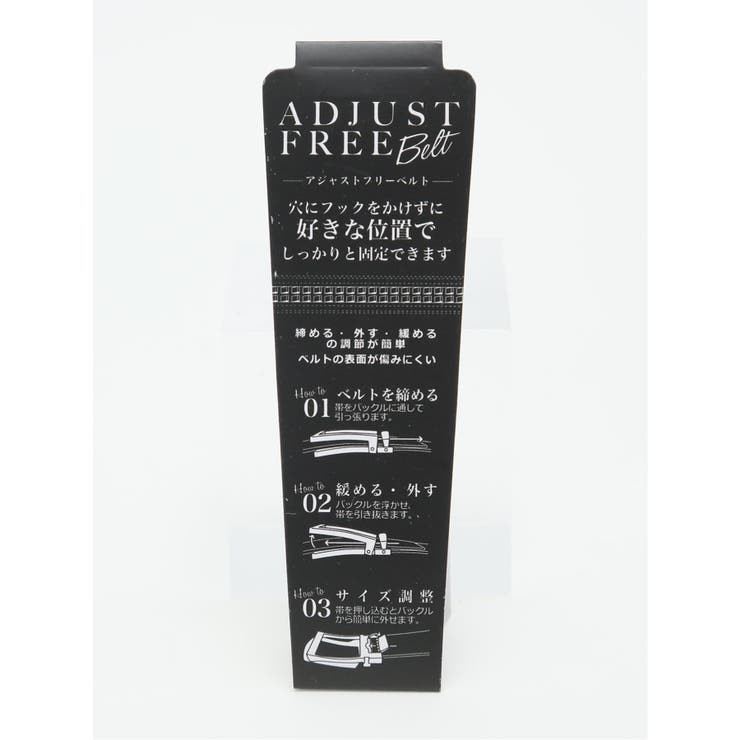 ADJUST
FREE Belt
アジャストフリーベルト
穴にフックをかけずに
好きな位置で
しっかりと固定できます
締める・外す・緩める
の調節が簡単
ベルトの表面が傷みにくい
How to
01 ベルトを締める
帯をバックルに通して
引っ張ります。
How to
02 緩める・外す
バックルを浮かせ、
帯を引き抜きます。
How to
03 サイズ調整
帯を押し込むとバックル
から簡単に外せます。